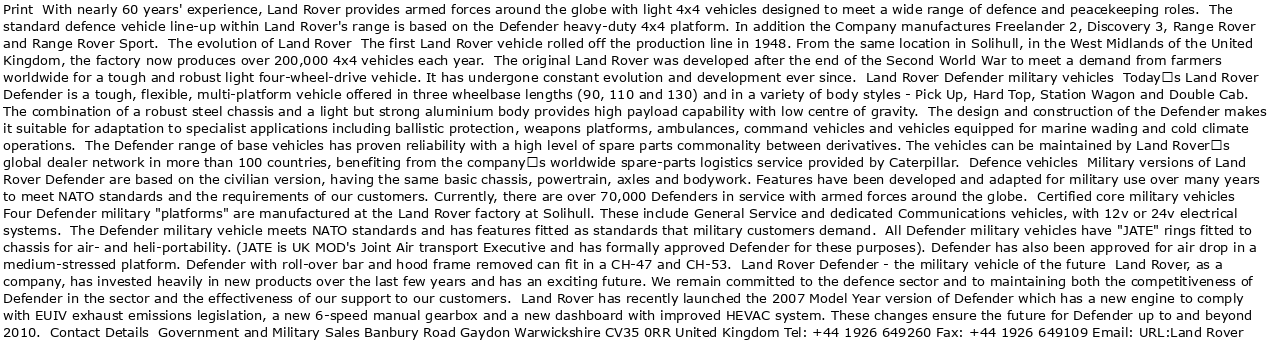 Print  With nearly 60 years' experience, Land Rover provides armed forces around the globe with light 4x4 vehicles designed to meet a wide range of defence and peacekeeping roles.  The
standard defence vehicle line-up within Land Rover's range is based on the Defender heavy-duty 4x4 platform. In addition the Company manufactures Freelander 2, Discovery 3, Range Rover
and Range Rover Sport.  The evolution of Land Rover  The first Land Rover vehicle rolled off the production line in 1948. From the same location in Solihull, in the West Midlands of the United
Kingdom, the factory now produces over 200,000 4x4 vehicles each year.  The original Land Rover was developed after the end of the Second World War to meet a demand from farmers
worldwide for a tough and robust light four-wheel-drive vehicle. It has undergone constant evolution and development ever since.  Land Rover Defender military vehicles  Today□s Land Rover
Defender is a tough, flexible, multi-platform vehicle offered in three wheelbase lengths (90, 110 and 130) and in a variety of body styles - Pick Up, Hard Top, Station Wagon and Double Cab.
The combination of a robust steel chassis and a light but strong aluminium body provides high payload capability with low centre of gravity.  The design and construction of the Defender makes
it suitable for adaptation to specialist applications including ballistic protection, weapons platforms, ambulances, command vehicles and vehicles equipped for marine wading and cold climate
operations.  The Defender range of base vehicles has proven reliability with a high level of spare parts commonality between derivatives. The vehicles can be maintained by Land Rover□s
global dealer network in more than 100 countries, benefiting from the company□s worldwide spare-parts logistics service provided by Caterpillar.  Defence vehicles  Military versions of Land
Rover Defender are based on the civilian version, having the same basic chassis, powertrain, axles and bodywork. Features have been developed and adapted for military use over many years
to meet NATO standards and the requirements of our customers. Currently, there are over 70,000 Defenders in service with armed forces around the globe.  Certified core military vehicles
Four Defender military "platforms" are manufactured at the Land Rover factory at Solihull. These include General Service and dedicated Communications vehicles, with 12v or 24v electrical
systems.  The Defender military vehicle meets NATO standards and has features fitted as standards that military customers demand.  All Defender military vehicles have "JATE" rings fitted to
chassis for air- and heli-portability. (JATE is UK MOD's Joint Air transport Executive and has formally approved Defender for these purposes). Defender has also been approved for air drop in a
medium-stressed platform. Defender with roll-over bar and hood frame removed can fit in a CH-47 and CH-53.  Land Rover Defender - the military vehicle of the future  Land Rover, as a
company, has invested heavily in new products over the last few years and has an exciting future. We remain committed to the defence sector and to maintaining both the competitiveness of
Defender in the sector and the effectiveness of our support to our customers.  Land Rover has recently launched the 2007 Model Year version of Defender which has a new engine to comply
with EUIV exhaust emissions legislation, a new 6-speed manual gearbox and a new dashboard with improved HEVAC system. These changes ensure the future for Defender up to and beyond
2010.  Contact Details  Government and Military Sales Banbury Road Gaydon Warwickshire CV35 0RR United Kingdom Tel: +44 1926 649260 Fax: +44 1926 649109 Email: URL:Land Rover